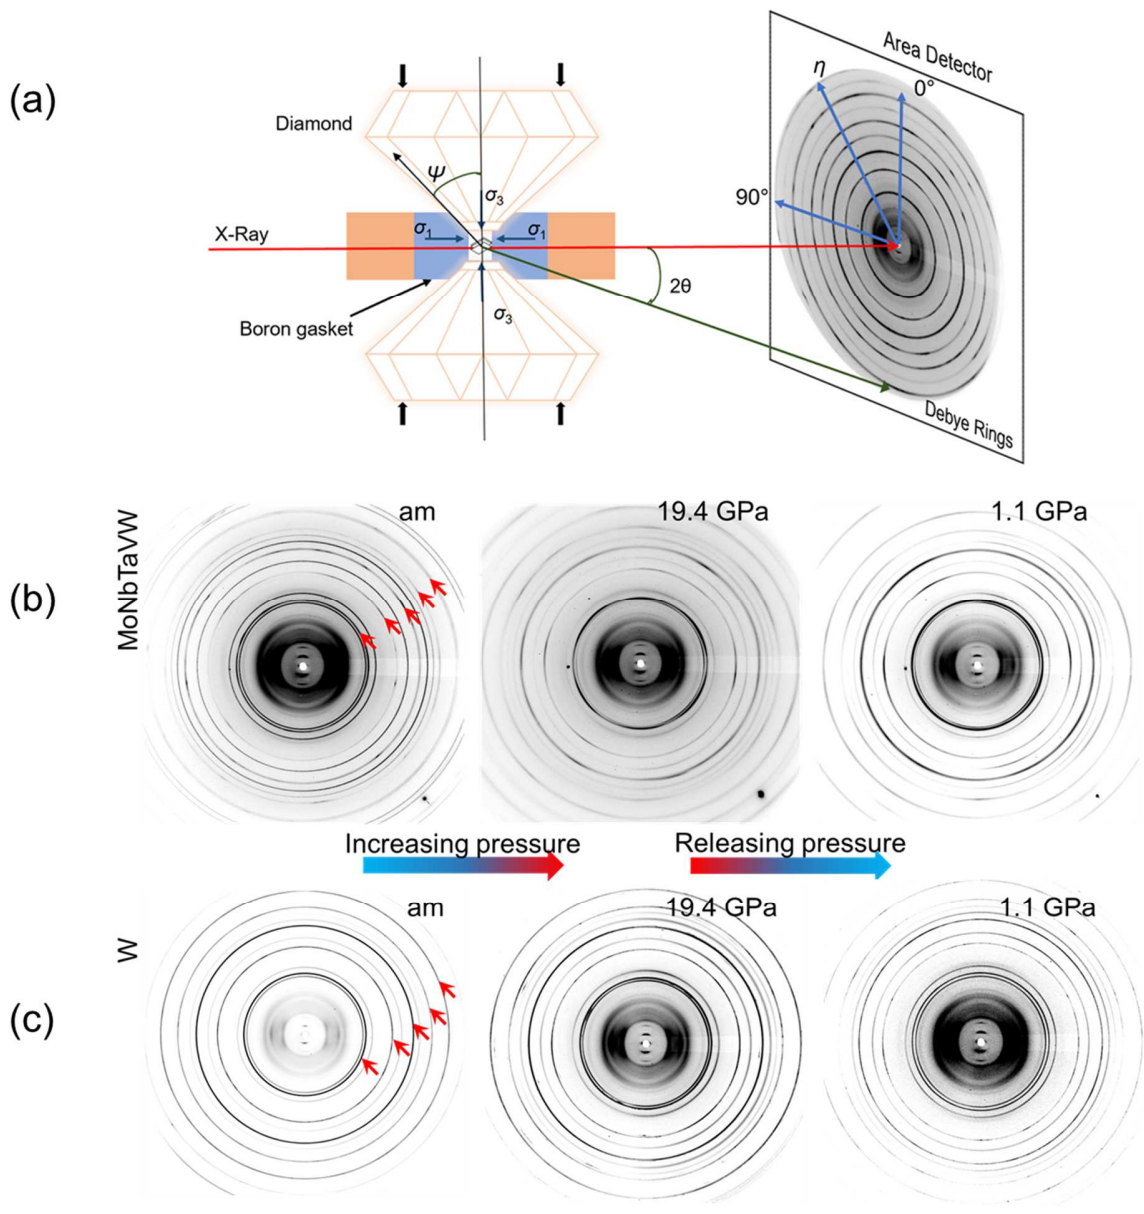 (a)
Area Detector
η
0°
Diamond
Ψ
σ3
90°
X-Ray
σ1
σ1
2θ
σ3
Boron gasket
Debye Rings
(b)
MoNbTaVW
am
19.4 GPa
1.1 GPa
Increasing pressure
Releasing pressure
(c)
W
am
19.4 GPa
1.1 GPa